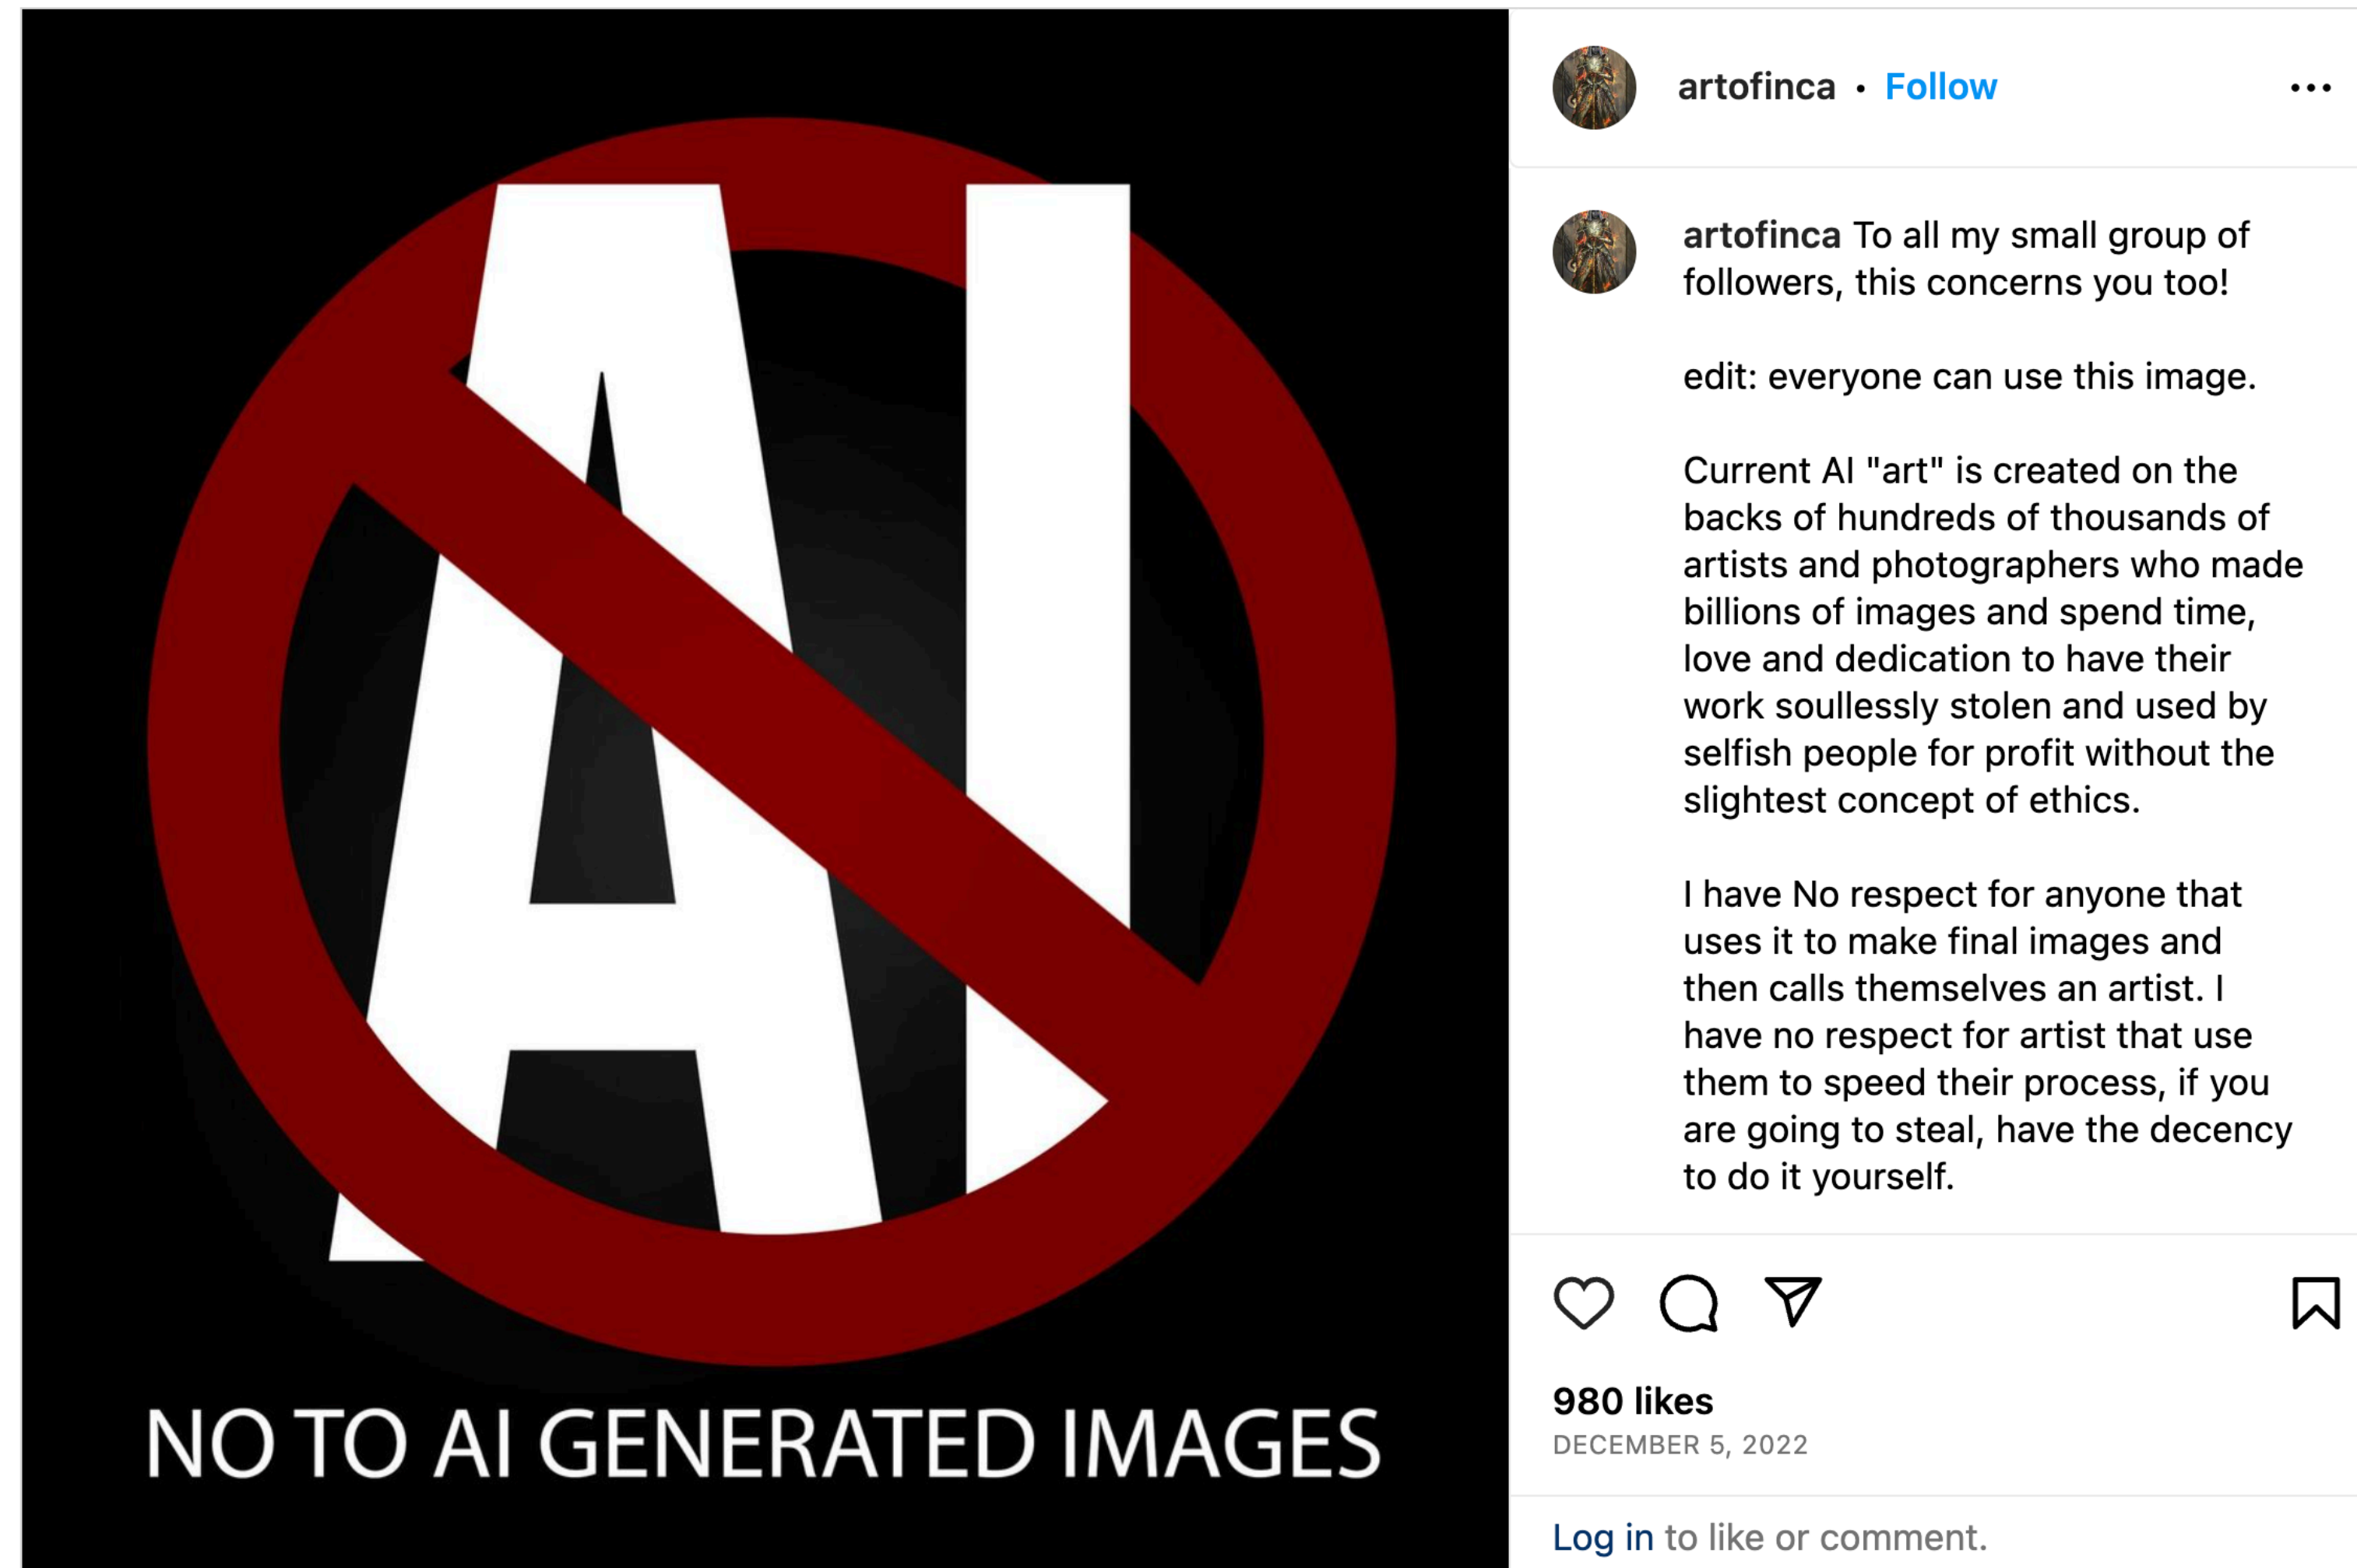 AI
NO TO AI GENERATED IMAGES
artofinca • Follow
artofinca To all my small group of
followers, this concerns you too!
edit: everyone can use this image.
Current AI "art" is created on the
backs of hundreds of thousands of
artists and photographers who made
billions of images and spend time,
love and dedication to have their
work soullessly stolen and used by
selfish people for profit without the
slightest concept of ethics.
I have No respect for anyone that
uses it to make final images and
then calls themselves an artist. I
have no respect for artist that use
them to speed their process, if you
are going to steal, have the decency
to do it yourself.
980 likes
DECEMBER 5, 2022
Log in to like or comment.